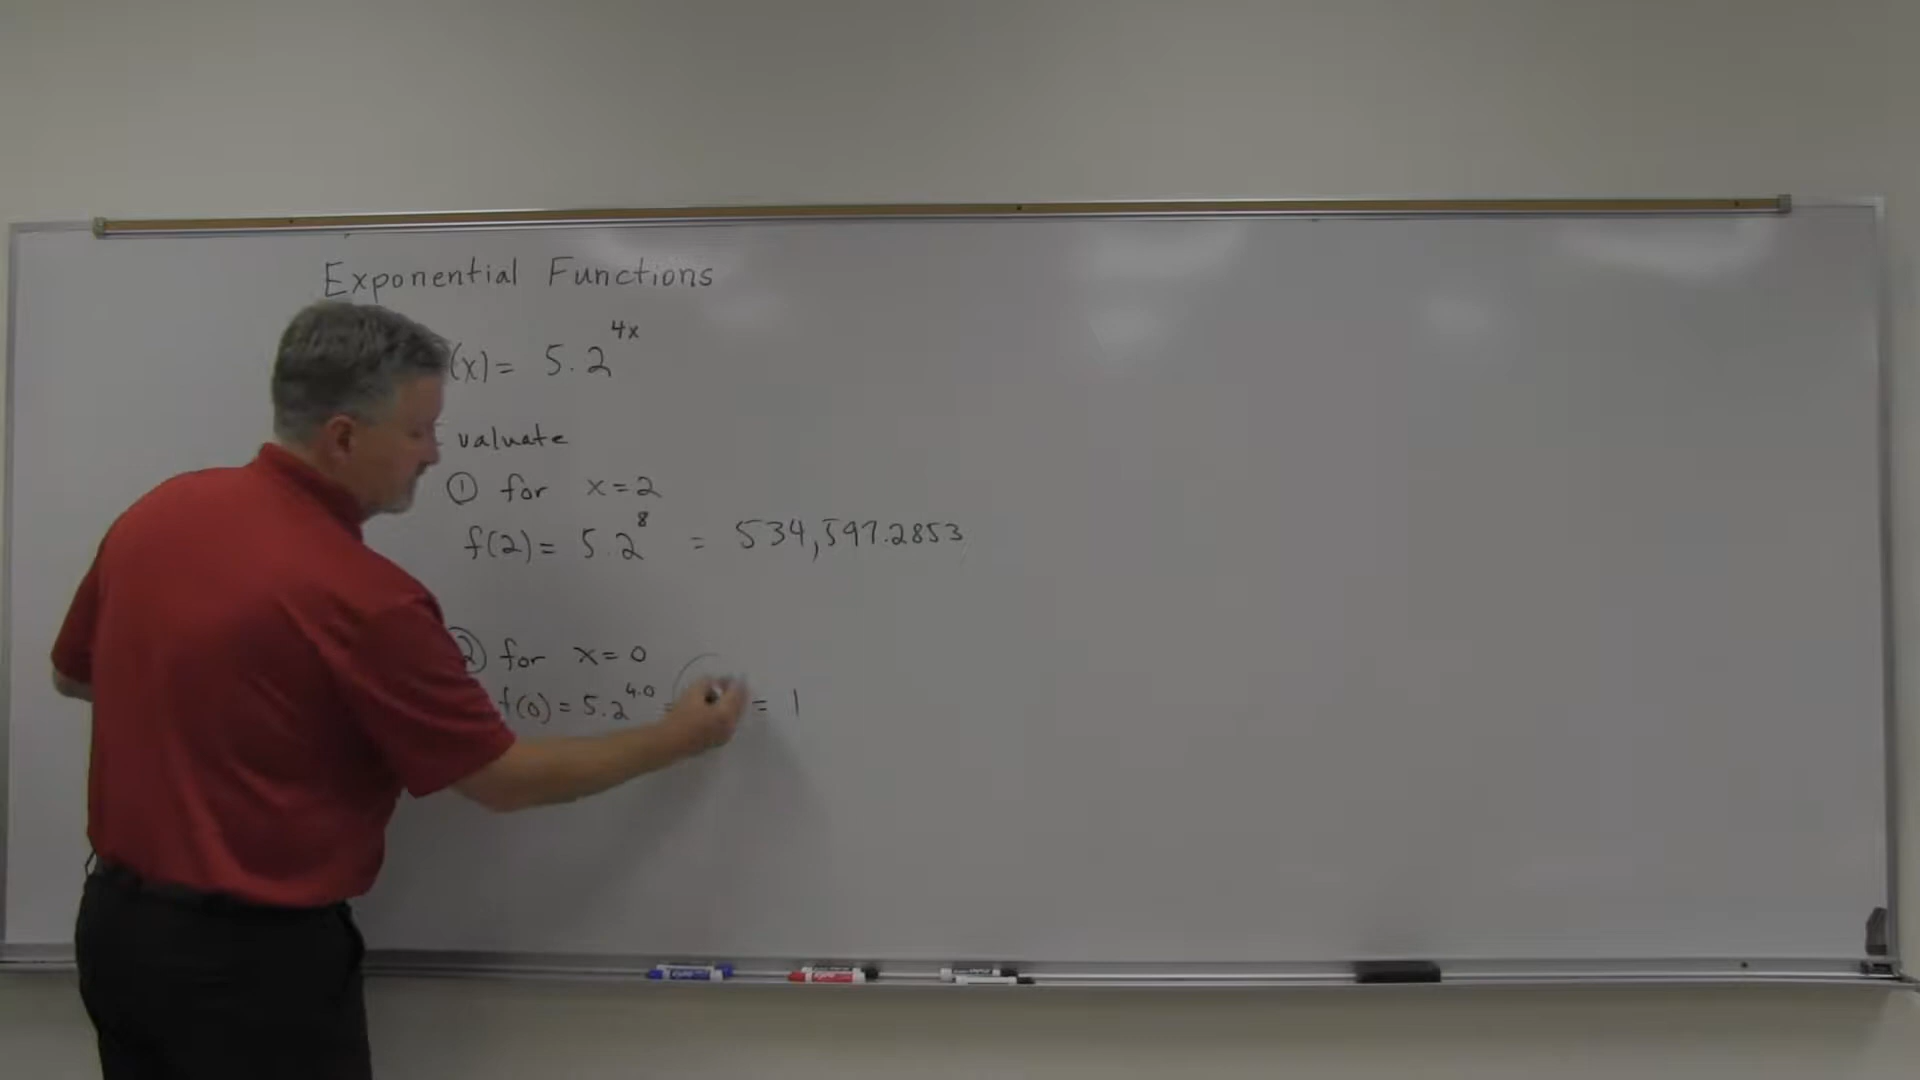 Exponential Functions
(x) = 5.2^4x
valuate
① for x=2
f(2) = 5.2^8 = 534,597.2853
② for x=0
f(0) = 5.2^4.0 = = 1